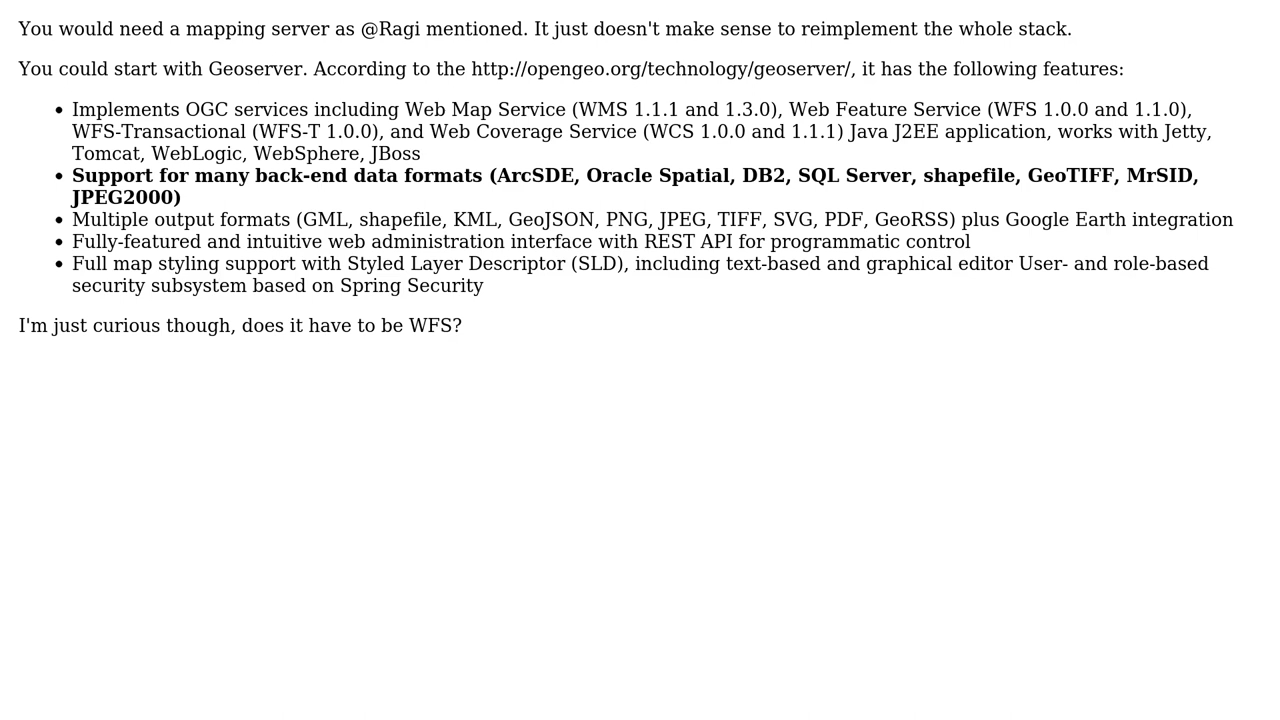 You would need a mapping server as @Ragi mentioned. It just doesn't make sense to reimplement the whole stack.
You could start with Geoserver. According to the http://opengeo.org/technology/geoserver/, it has the following features:
• Implements OGC services including Web Map Service (WMS 1.1.1 and 1.3.0), Web Feature Service (WFS 1.0.0 and 1.1.0),
WFS-Transactional (WFS-T 1.0.0), and Web Coverage Service (WCS 1.0.0 and 1.1.1) Java J2EE application, works with Jetty,
Tomcat, WebLogic, WebSphere, JBoss
• Support for many back-end data formats (ArcSDE, Oracle Spatial, DB2, SQL Server, shapefile, GeoTIFF, MrSID,
JPEG2000)
• Multiple output formats (GML, shapefile, KML, GeoJSON, PNG, JPEG, TIFF, SVG, PDF, GeoRSS) plus Google Earth integration
• Fully-featured and intuitive web administration interface with REST API for programmatic control
• Full map styling support with Styled Layer Descriptor (SLD), including text-based and graphical editor User- and role-based
security subsystem based on Spring Security
I'm just curious though, does it have to be WFS?